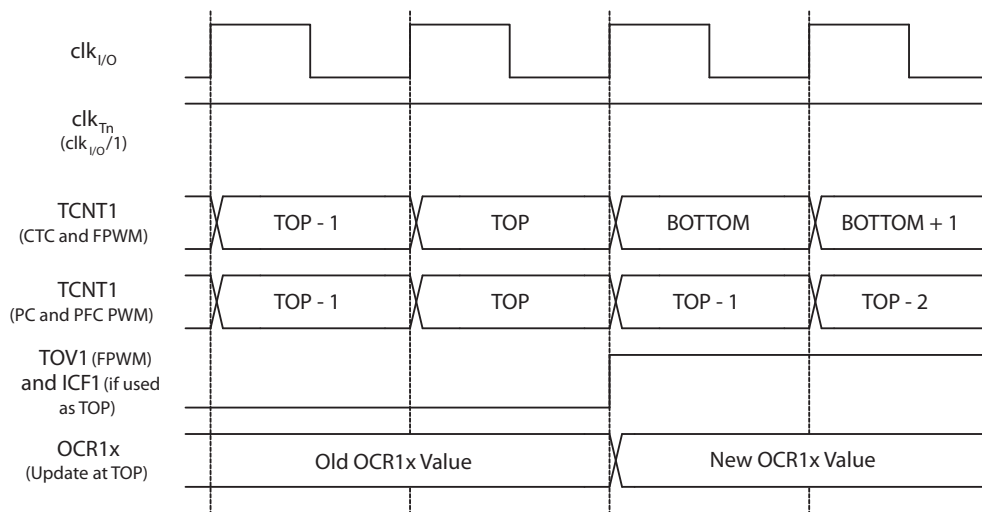 clkI/O
clkTn
(clkI/O/1)
TCNT1
(CTC and FPWM)
TOP - 1
TOP
BOTTOM
BOTTOM + 1
TCNT1
(PC and PFC PWM)
TOP - 1
TOP
TOP - 1
TOP - 2
TOV1 (FPWM)
and ICF1 (if used
as TOP)
OCR1x
(Update at TOP)
Old OCR1x Value
New OCR1x Value